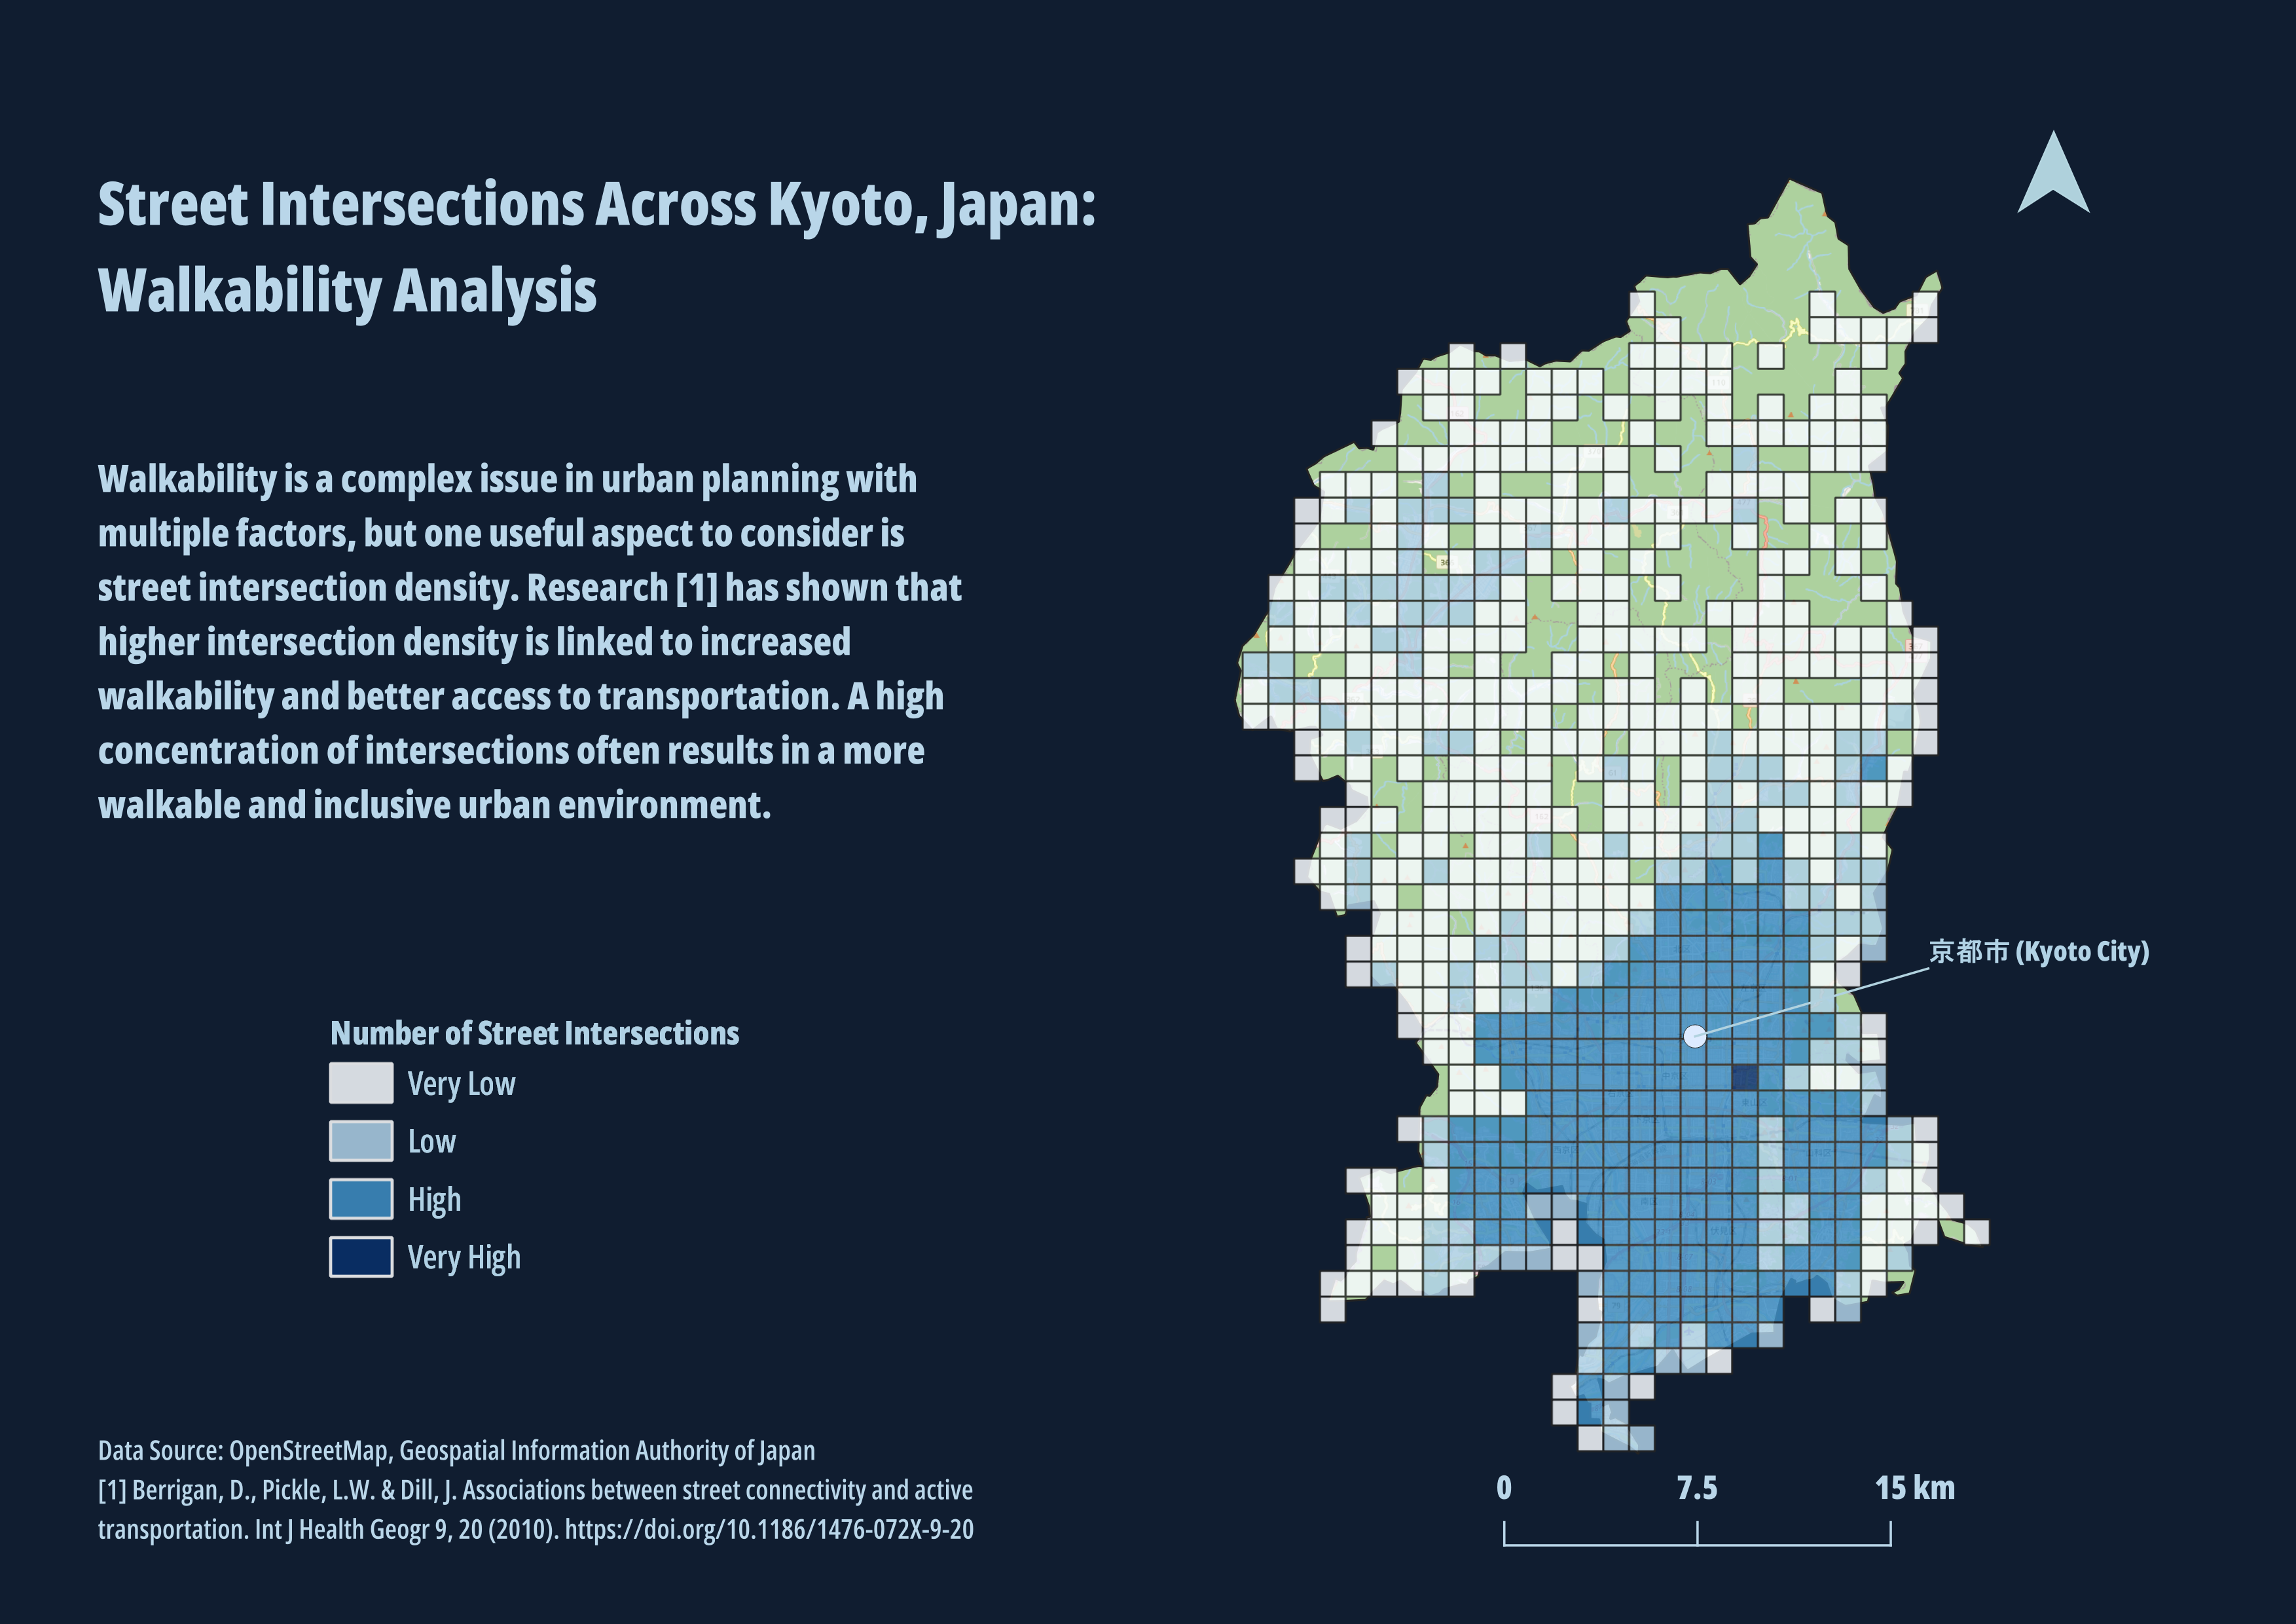 Street Intersections Across Kyoto, Japan:
Walkability Analysis
Walkability is a complex issue in urban planning with
multiple factors, but one useful aspect to consider is
street intersection density. Research [1] has shown that
higher intersection density is linked to increased
walkability and better access to transportation. A high
concentration of intersections often results in a more
walkable and inclusive urban environment.
京都市 (Kyoto City)
Number of Street Intersections
Very Low
Low
High
Very High
Data Source: OpenStreetMap, Geospatial Information Authority of Japan
[1] Berrigan, D., Pickle, L.W. & Dill, J. Associations between street connectivity and active
transportation. Int J Health Geogr 9, 20 (2010). https://doi.org/10.1186/1476-072X-9-20
0 7.5 15 km